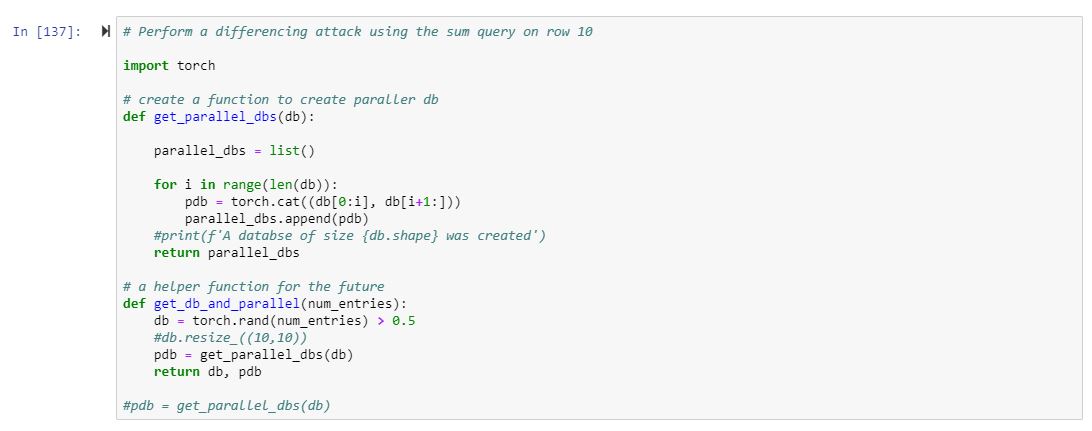 In [137]:
# Perform a differencing attack using the sum query on row 10
import torch
# create a function to create paraller db
def get_parallel_dbs(db):
parallel_dbs = list()
for i in range(len(db)):
pdb = torch.cat((db[0:i], db[i+1:]))
parallel_dbs.append(pdb)
#print(f'A databse of size {db.shape} was created')
return parallel_dbs
# a helper function for the future
def get_db_and_parallel(num_entries):
db = torch.rand(num_entries) > 0.5
#db.resize_((10,10))
pdb = get_parallel_dbs(db)
return db, pdb
#pdb = get_parallel_dbs(db)